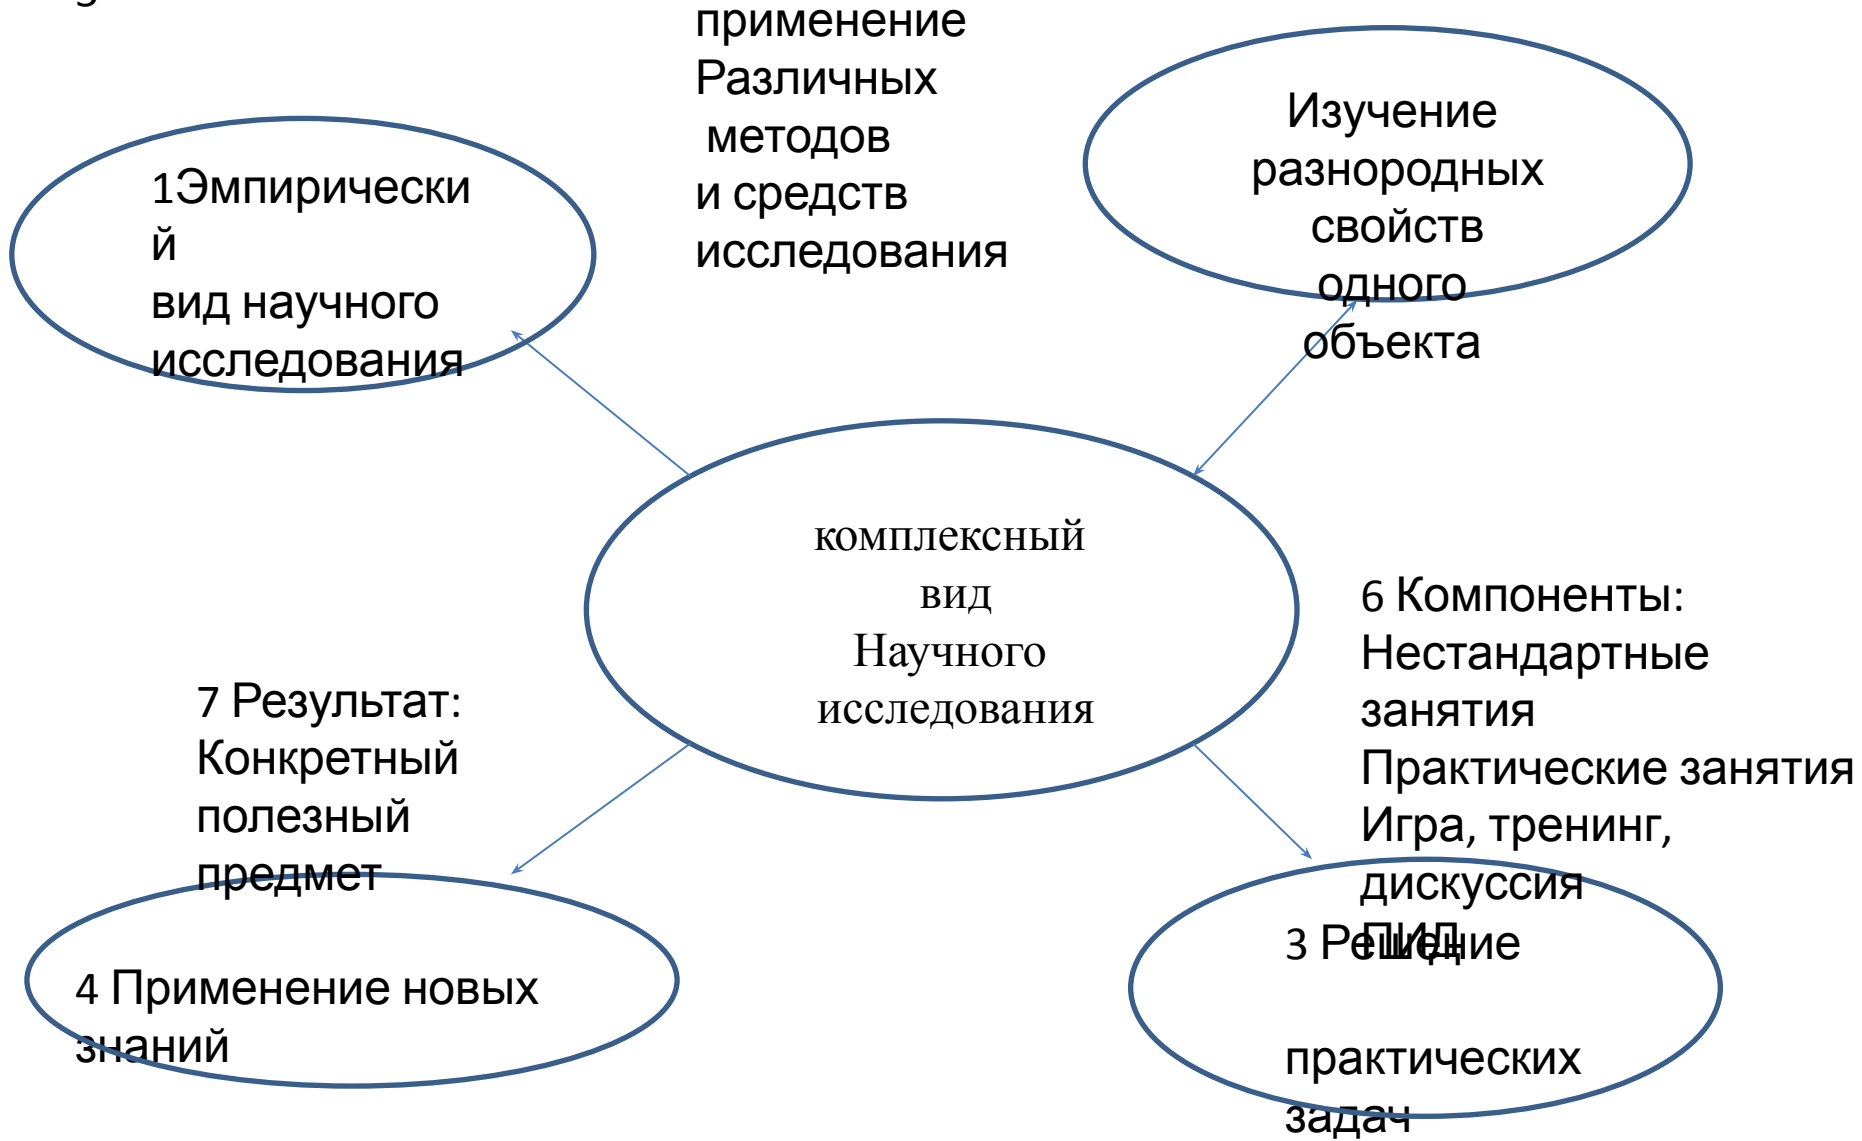 применение
Различных
методов
и средств
исследования
Изучение
разнородных
свойств
одного
объекта
1Эмпирически
й
вид научного
исследования
комплексный
вид
Научного
исследования
6 Компоненты:
Нестандартные
занятия
Практические занятия
Игра, тренинг,
дискуссия
ПИД
7 Результат:
Конкретный
полезный
предмет
4 Применение новых
знаний
3 Решение
практических
задач